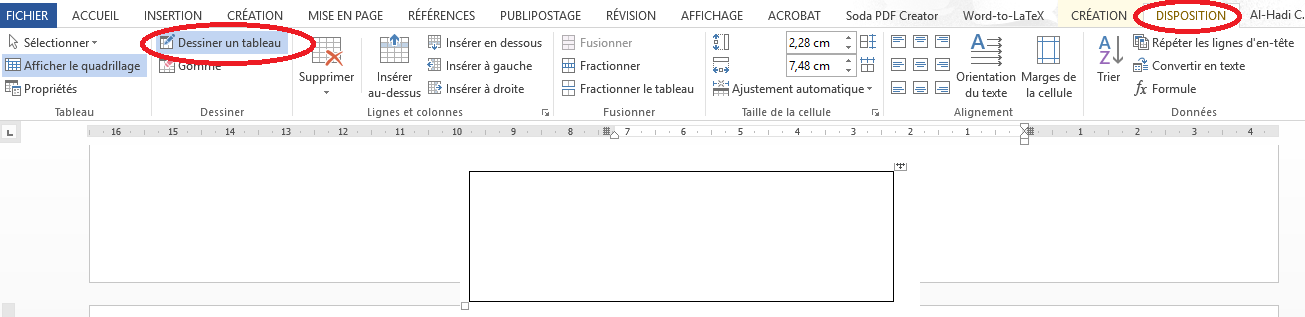 FICHIER ACCUEIL INSERTION CRÉATION MISE EN PAGE RÉFÉRENCES PUBLIPOSTAGE RÉVISION AFFICHAGE ACROBAT Soda PDF Creator Word-to-LaTeX CRÉATION DISPOSITION Al-Hadi C.
Sélectionner
Afficher le quadrillage
Propriétés
Tableau
Dessiner un tableau
Gomme
Dessiner
Supprimer
Insérer au-dessus
Insérer en dessous
Insérer à gauche
Insérer à droite
Lignes et colonnes
Fusionner
Fractionner
Fractionner le tableau
Fusionner
2,28 cm
7,48 cm
Ajustement automatique
Taille de la cellule
Orientation du texte
Marges de la cellule
Alignement
A
Z
Trier
Répéter les lignes d'en-tête
Convertir en texte
fx Formule
Données
L 16 15 14 13 12 11 10 9 8 7 6 5 4 3 2 1 1 2 3 4